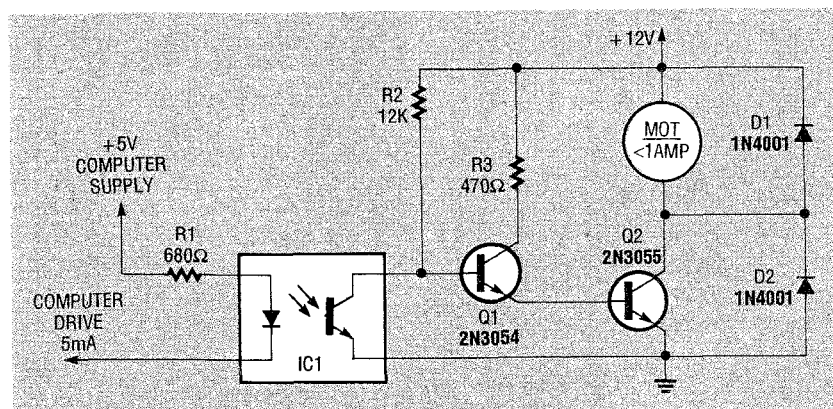 +12V
R2
12K
D1
1N4001
MOT
<1AMP
+5V
COMPUTER
SUPPLY
R3
470Ω
R1
680Ω
Q2
2N3055
D2
1N4001
COMPUTER
DRIVE
5mA
Q1
2N3054
IC1